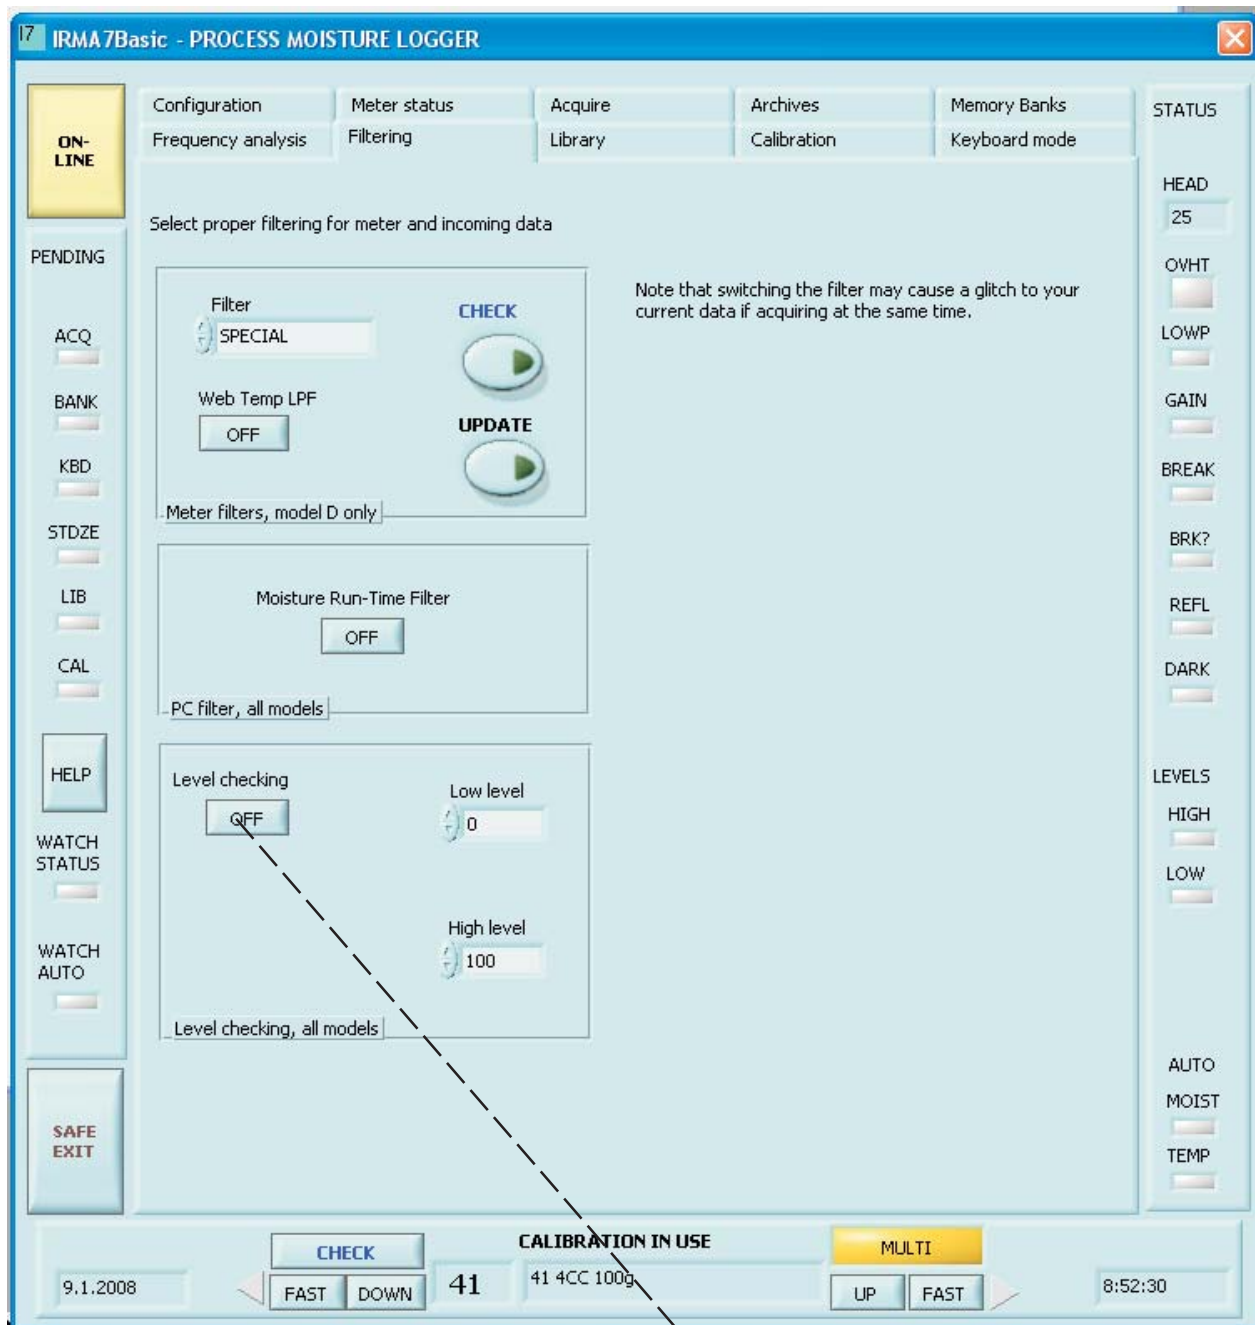 I7 IRMA7Basic - PROCESS MOISTURE LOGGER
ON-
LINE
Configuration Meter status Acquire Archives Memory Banks
Frequency analysis Filtering Library Calibration Keyboard mode
Select proper filtering for meter and incoming data
Note that switching the filter may cause a glitch to your
current data if acquiring at the same time.
Filter
SPECIAL
CHECK
Web Temp LPF
OFF
UPDATE
Meter filters, model D only
Moisture Run-Time Filter
OFF
PC filter, all models
Level checking
OFF
Low level
0
High level
100
Level checking, all models
PENDING
ACQ
BANK
KBD
STDZE
LIB
CAL
HELP
WATCH
STATUS
WATCH
AUTO
SAFE
EXIT
STATUS
HEAD
25
OVHT
LOWP
GAIN
BREAK
BRK?
REFL
DARK
LEVELS
HIGH
LOW
AUTO
MOIST
TEMP
9.1.2008
CHECK
FAST DOWN
41
CALIBRATION IN USE
41 4CC 100g
MULTI
UP FAST
8:52:30